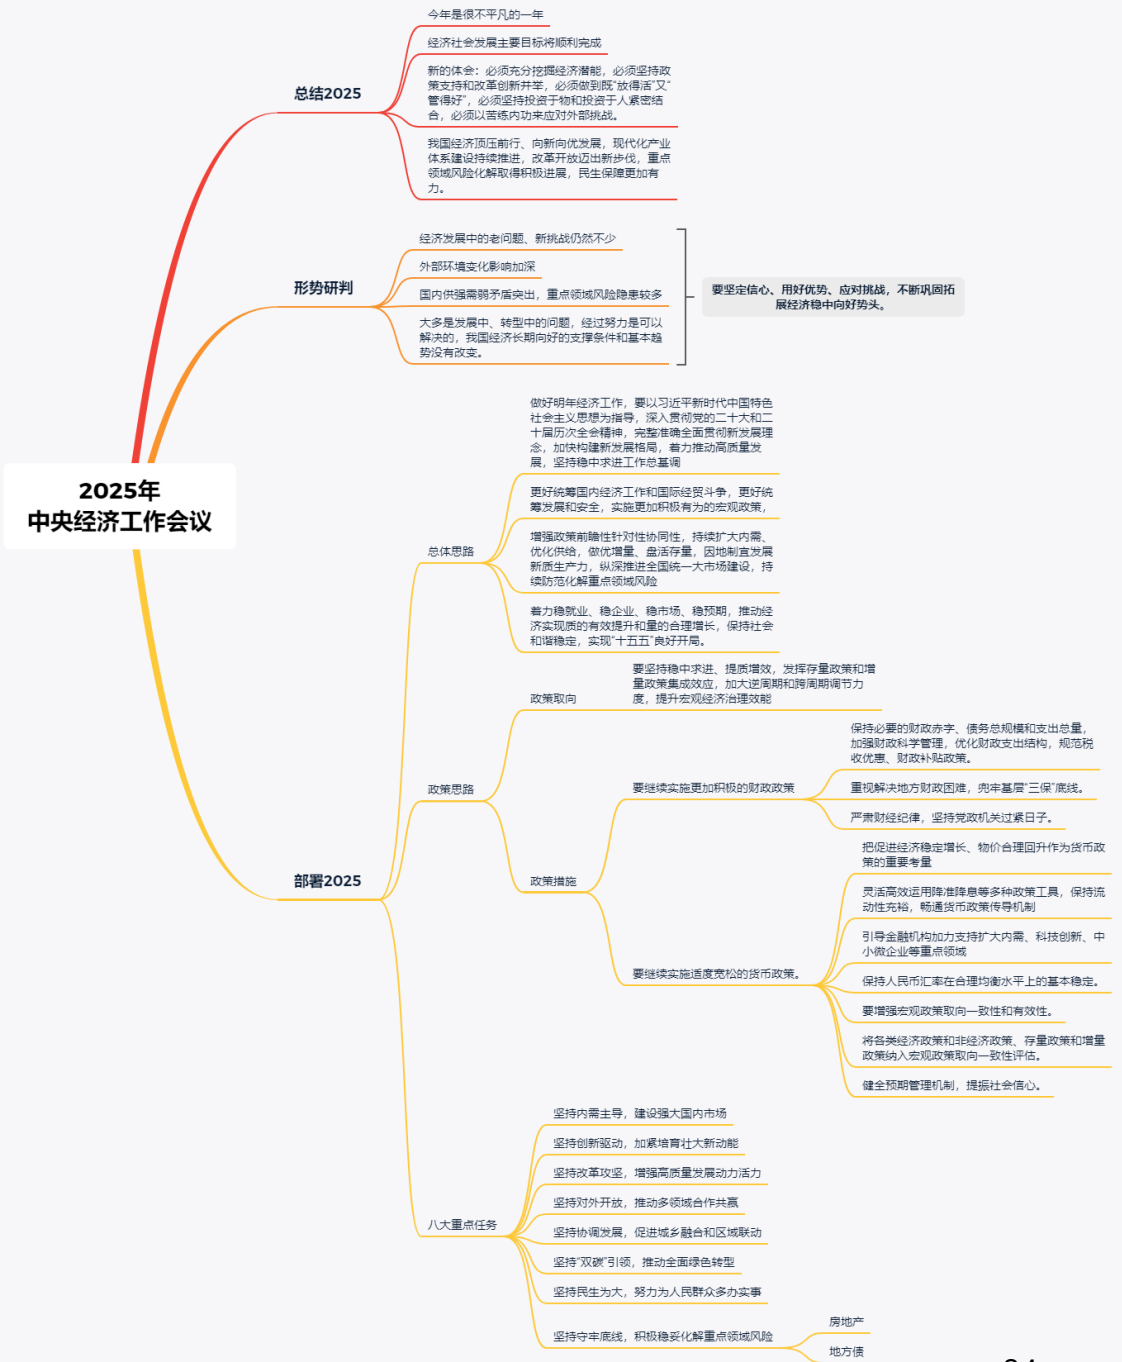 今年是很不平凡的一年
经济社会发展主要目标将顺利完成
新的体会：必须充分挖掘经济潜能，必须坚持政
策支持和改革创新并举，必须做到既“放得活”又“
管得好”，必须坚持投资于物和投资于人紧密结
合，必须以苦练内功来应对外部挑战。
总结2025
我国经济顶压前行、向新向优发展，现代化产业
体系建设持续推进，改革开放迈出新步伐，重点
领域风险化解取得积极进展，民生保障更加有
力。
经济发展中的老问题、新挑战仍然不少
外部环境变化影响加深
形势研判
国内供强需弱矛盾突出，重点领域风险隐患较多
大多是发展中、转型中的问题，经过努力是可以
解决的，我国经济长期向好的支撑条件和基本趋
势没有改变。
要坚定信心、用好优势、应对挑战，不断巩固拓
展经济稳中向好势头。
2025年
中央经济工作会议
做好明年经济工作，要以习近平新时代中国特色
社会主义思想为指导，深入贯彻党的二十大和二
十届历次全会精神，完整准确全面贯彻新发展理
念，加快构建新发展格局，着力推动高质量发
展，坚持稳中求进工作总基调
更好统筹国内经济工作和国际经贸斗争，更好统
筹发展和安全，实施更加积极有为的宏观政策，
总体思路
增强政策前瞻性针对性协同性，持续扩大内需、
优化供给，做优增量、盘活存量，因地制宜发展
新质生产力，纵深推进全国统一大市场建设，持
续防范化解重点领域风险
着力稳就业、稳企业、稳市场、稳预期，推动经
济实现质的有效提升和量的合理增长，保持社会
和谐稳定，实现“十五五”良好开局。
政策取向
要坚持稳中求进、提质增效，发挥存量政策和增
量政策集成效应，加大逆周期和跨周期调节力
度，提升宏观经济治理效能
政策思路
要继续实施更加积极的财政政策
保持必要的财政赤字、债务总规模和支出总量，
加强财政科学管理，优化财政支出结构，规范税
收优惠、财政补贴政策。
重视解决地方财政困难，兜牢基层“三保”底线。
严肃财经纪律，坚持党政机关过紧日子。
部署2025
政策措施
要继续实施适度宽松的货币政策。
把促进经济稳定增长、物价合理回升作为货币政
策的重要考量
灵活高效运用降准降息等多种政策工具，保持流
动性充裕，畅通货币政策传导机制
引导金融机构加力支持扩大内需、科技创新、中
小微企业等重点领域
保持人民币汇率在合理均衡水平上的基本稳定。
要增强宏观政策取向一致性和有效性。
将各类经济政策和非经济政策、存量政策和增量
政策纳入宏观政策取向一致性评估。
健全预期管理机制，提振社会信心。
坚持内需主导，建设强大国内市场
坚持创新驱动，加紧培育壮大新动能
坚持改革攻坚，增强高质量发展动力活力
坚持对外开放，推动多领域合作共赢
八大重点任务
坚持协调发展，促进城乡融合和区域联动
坚持“双碳”引领，推动全面绿色转型
坚持民生为大，努力为人民群众多办实事
坚持守牢底线，积极稳妥化解重点领域风险
房地产
地方债